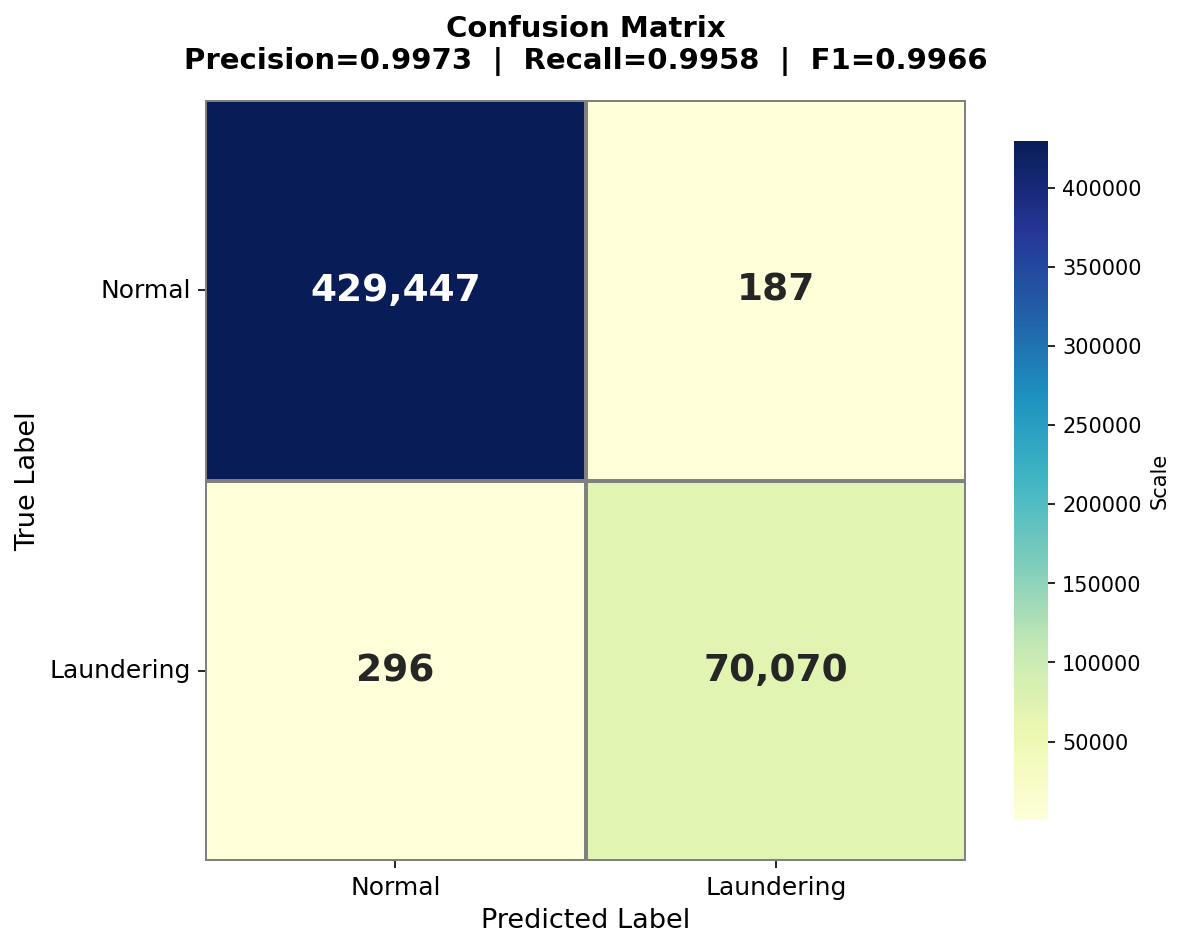 Confusion Matrix
Precision=0.9973 | Recall=0.9958 | F1=0.9966
True Label
Normal
429,447
187
Laundering
296
70,070
Normal
Laundering
Predicted Label
400000
350000
300000
250000
200000
150000
100000
50000
Scale